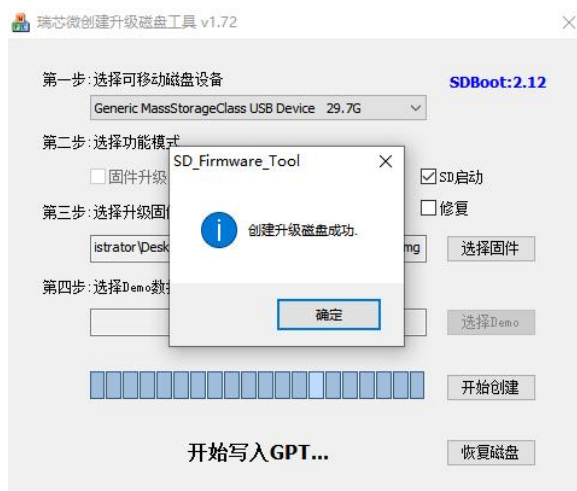 瑞芯微创建升级磁盘工具 v1.72
第一步:选择可移动磁盘设备
SDBoot:2.12
Generic MassStorageClass USB Device 29.7G
第二步:选择功能模式
SD_Firmware_Tool
固件升级
SD启动
修复
第三步:选择升级固
创建升级磁盘成功.
istrator\Desk
mg
选择固件
第四步:选择Demo数
确定
选择Demo
开始创建
开始写入GPT...
恢复磁盘